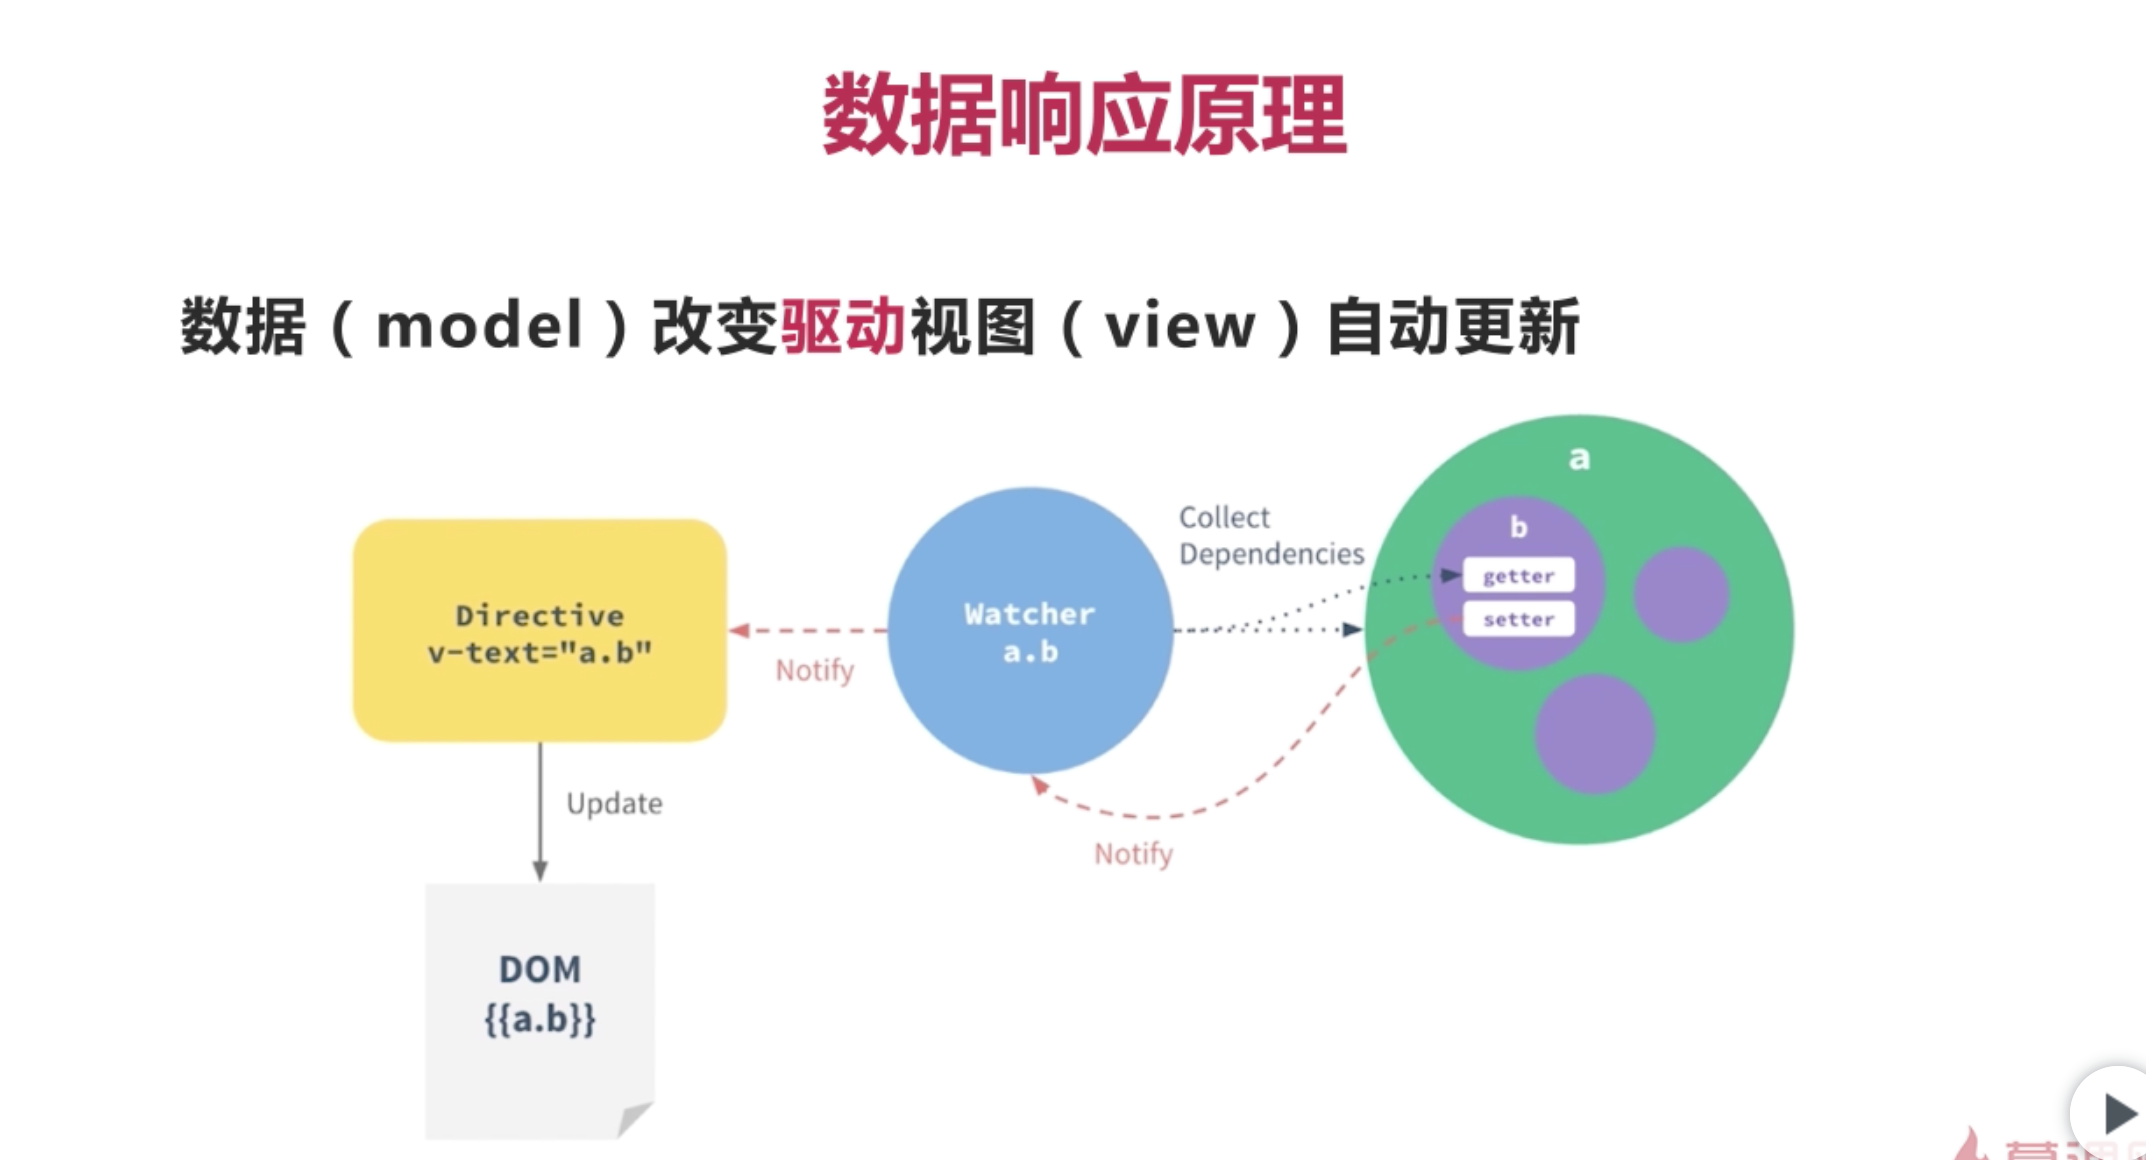 数据响应原理
数据（model）改变驱动视图（view）自动更新
a
b
getter
setter
Collect
Dependencies
Watcher
a.b
Directive
v-text="a.b"
Notify
Notify
Update
DOM
{{a.b}}